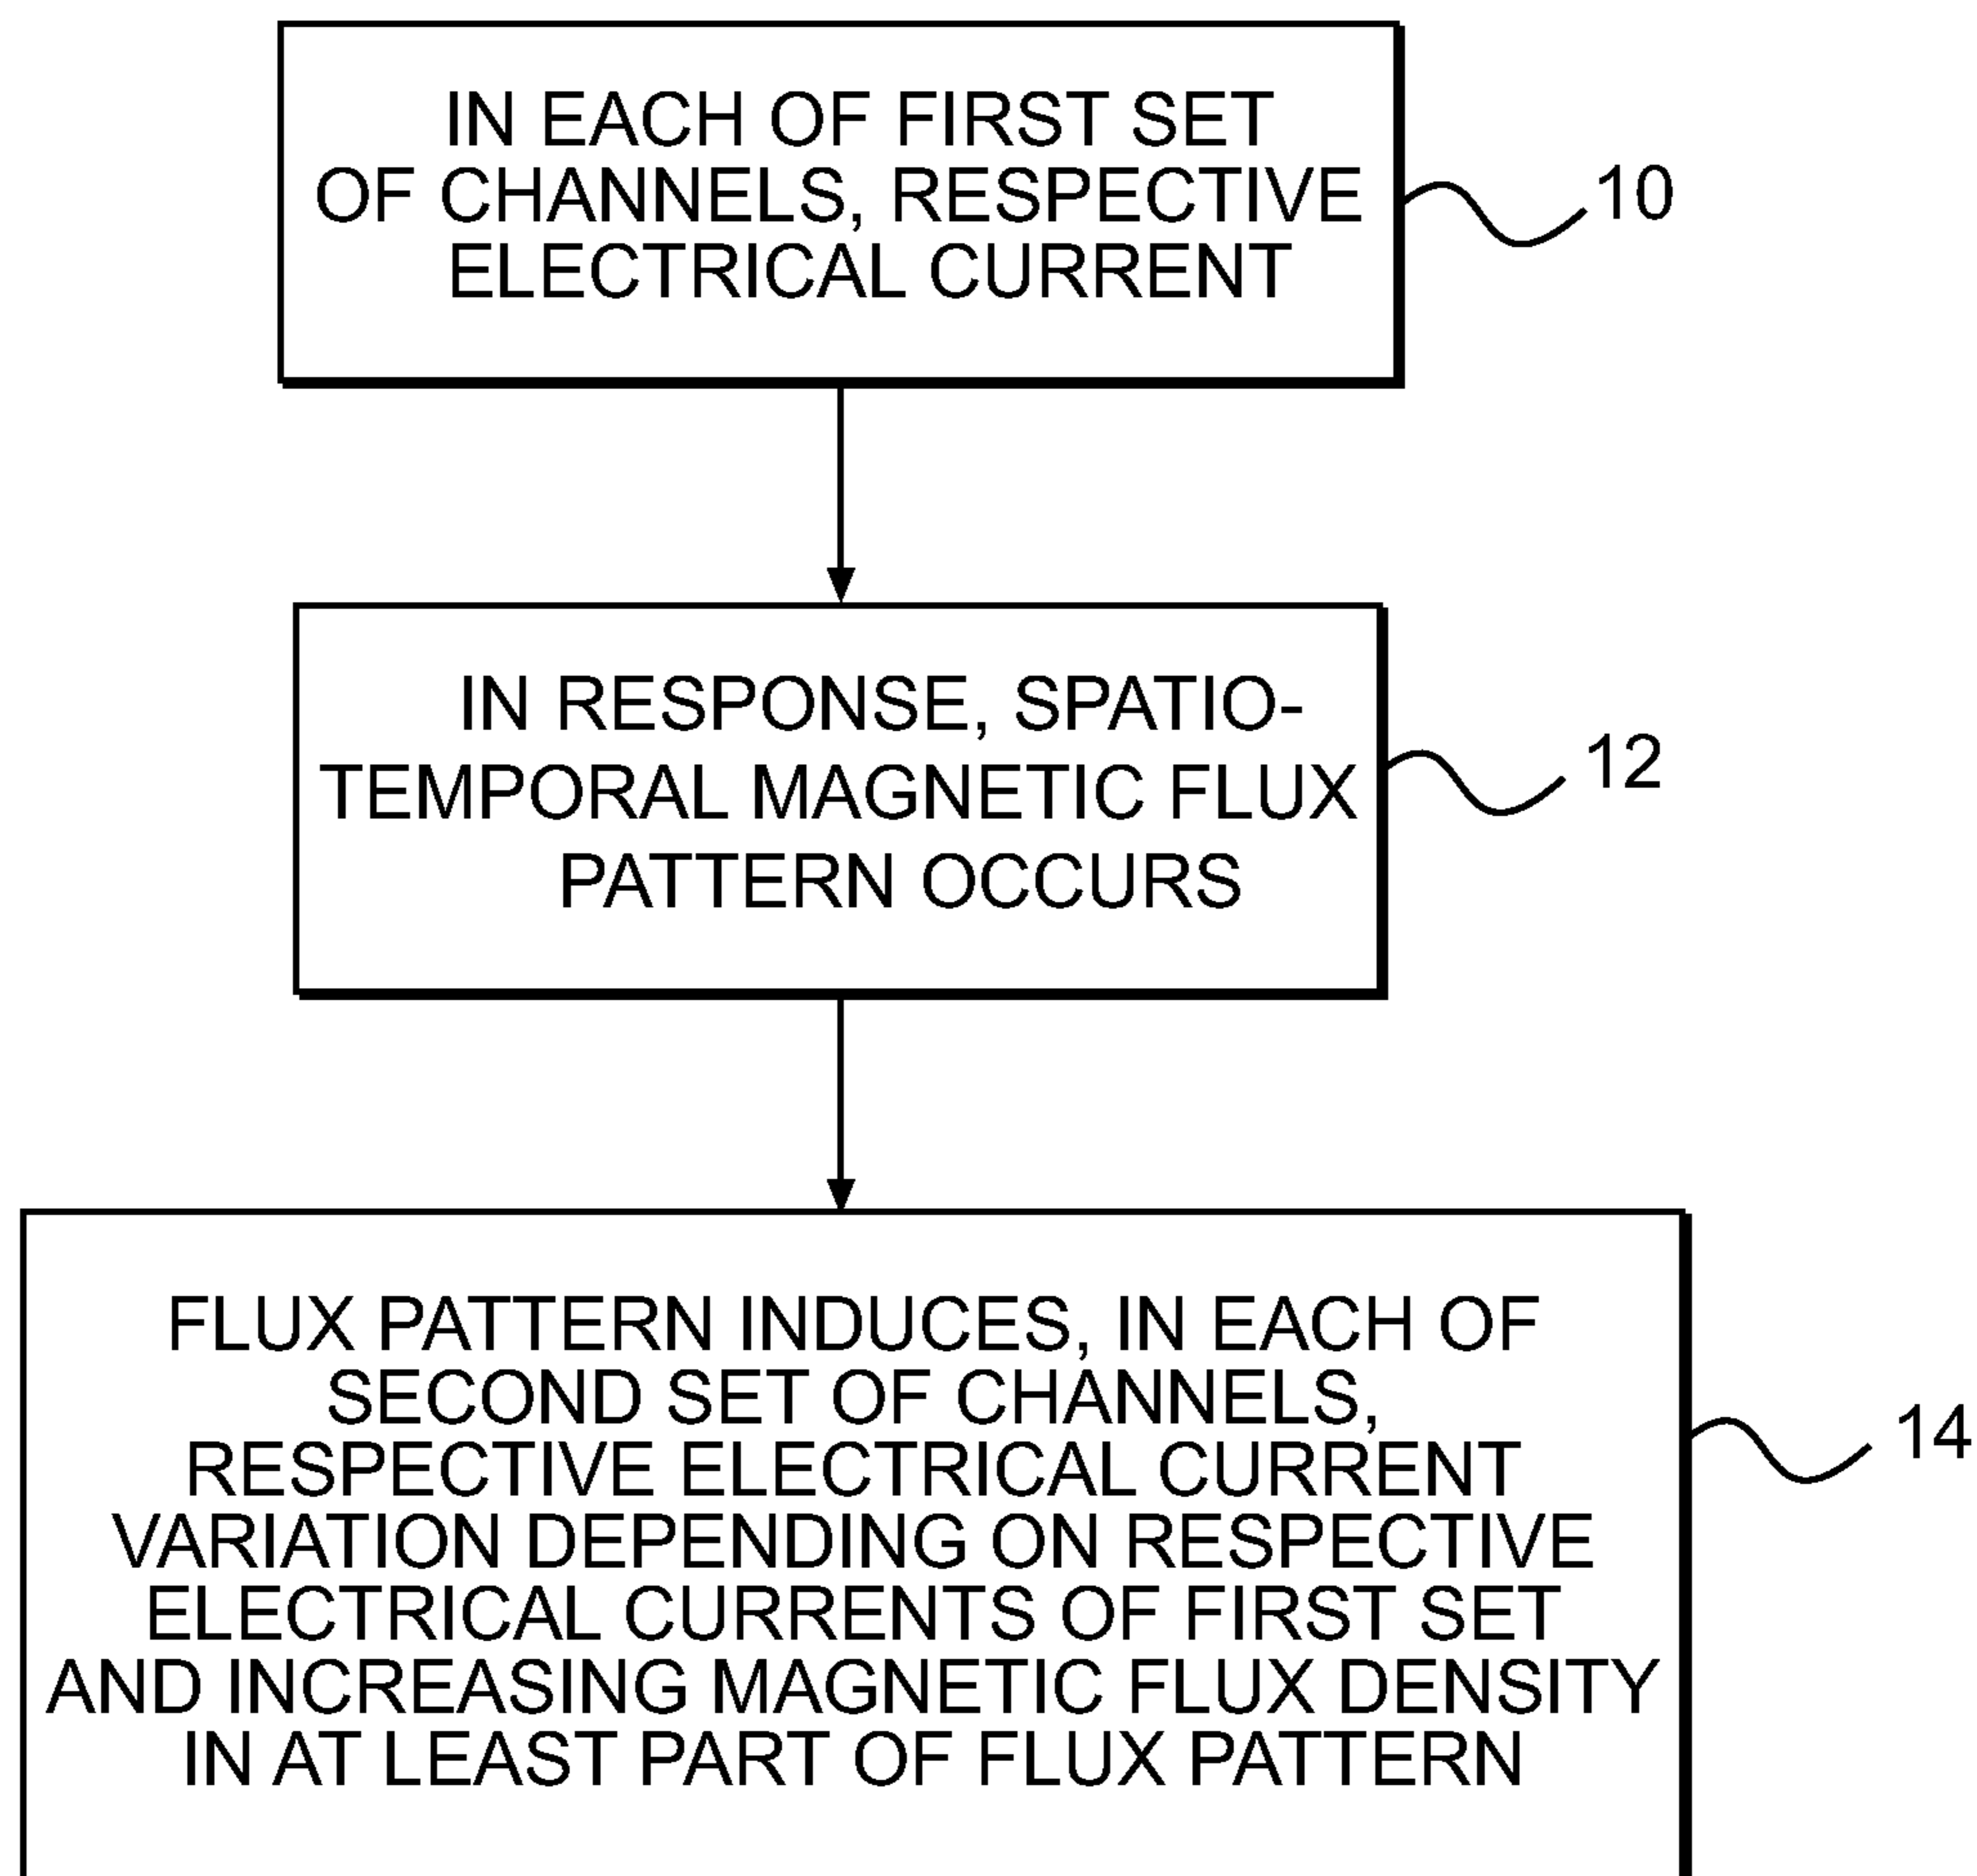 IN EACH OF FIRST SET
OF CHANNELS, RESPECTIVE
ELECTRICAL CURRENT
10
IN RESPONSE, SPATIO-
TEMPORAL MAGNETIC FLUX
PATTERN OCCURS
12
FLUX PATTERN INDUCES, IN EACH OF
SECOND SET OF CHANNELS,
RESPECTIVE ELECTRICAL CURRENT
VARIATION DEPENDING ON RESPECTIVE
ELECTRICAL CURRENTS OF FIRST SET
AND INCREASING MAGNETIC FLUX DENSITY
IN AT LEAST PART OF FLUX PATTERN
14